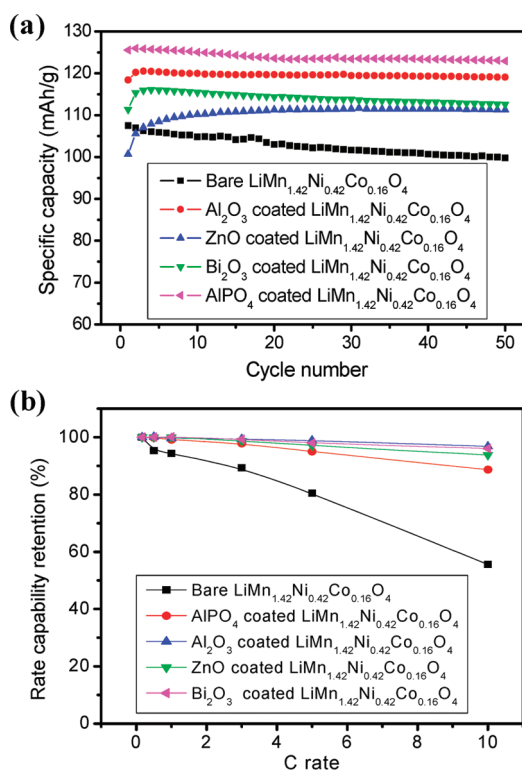 (a)
Specific capacity (mAh/g)
130
120
110
100
90
80
70
60
Bare LiMn1.42Ni0.42Co0.16O4
Al2O3 coated LiMn1.42Ni0.42Co0.16O4
ZnO coated LiMn1.42Ni0.42Co0.16O4
Bi2O3 coated LiMn1.42Ni0.42Co0.16O4
AlPO4 coated LiMn1.42Ni0.42Co0.16O4
0 10 20 30 40 50
Cycle number
(b)
Rate capability retention (%)
100
80
60
40
20
0
Bare LiMn1.42Ni0.42Co0.16O4
AlPO4 coated LiMn1.42Ni0.42Co0.16O4
Al2O3 coated LiMn1.42Ni0.42Co0.16O4
ZnO coated LiMn1.42Ni0.42Co0.16O4
Bi2O3 coated LiMn1.42Ni0.42Co0.16O4
0 2 4 6 8 10
C rate